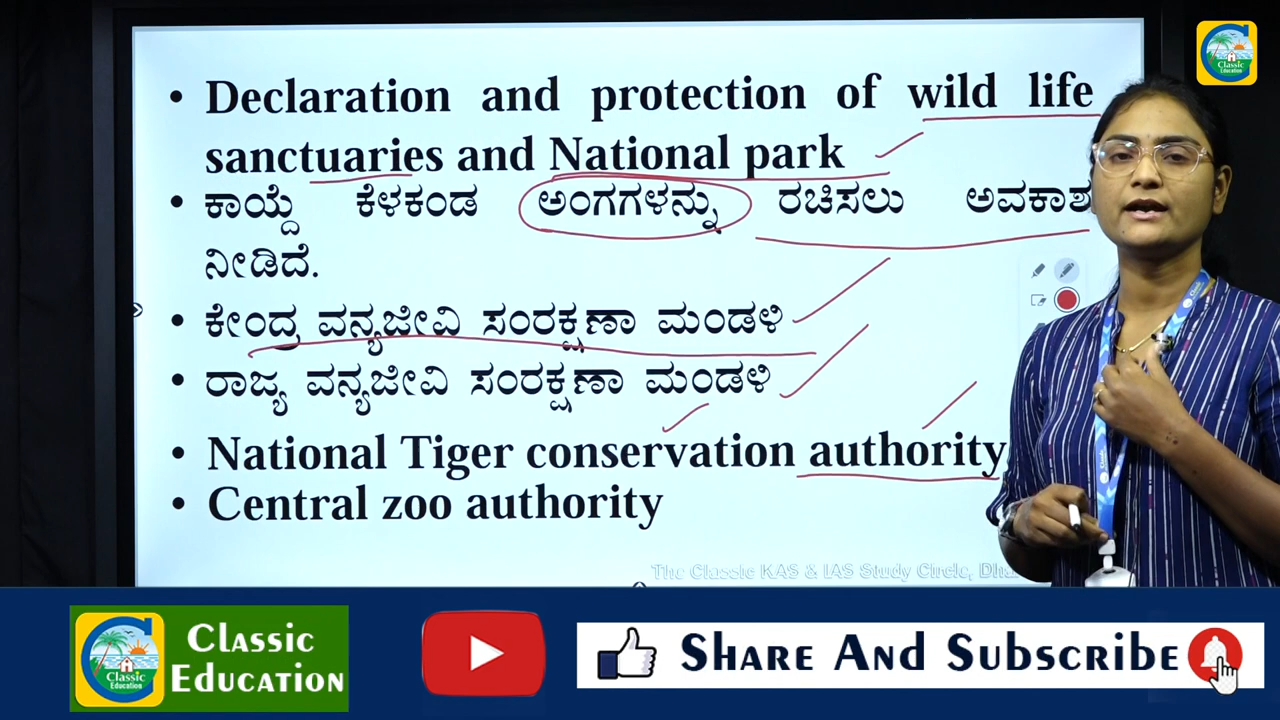 Classic
Education
• Declaration and protection of wild life
sanctuaries and National park
• ಕಾಯ್ದೆ ಕೆಳಕಂಡ ಅಂಗಗಳನ್ನು ರಚಿಸಲು ಅವಕಾಶ
ನೀಡಿದೆ.
• ಕೇಂದ್ರ ವನ್ಯಜೀವಿ ಸಂರಕ್ಷಣಾ ಮಂಡಳಿ
• ರಾಜ್ಯ ವನ್ಯಜೀವಿ ಸಂರಕ್ಷಣಾ ಮಂಡಳಿ
• National Tiger conservation authority
• Central zoo authority
The Classic KAS & IAS Study Circle,
Classic
Education
Classic
Education
Share And Subscribe